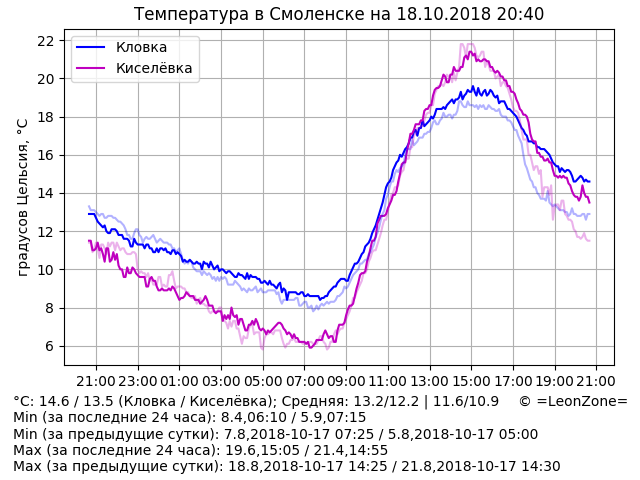 Температура в Смоленске на 18.10.2018 20:40
Кловка
Киселёвка
градусов Цельсия, °C
22
20
18
16
14
12
10
8
6
21:00 23:00 01:00 03:00 05:00 07:00 09:00 11:00 13:00 15:00 17:00 19:00 21:00
°C: 14.6 / 13.5 (Кловка / Киселёвка); Средняя: 13.2/12.2 | 11.6/10.9 © =LeonZone=
Min (за последние 24 часа): 8.4,06:10 / 5.9,07:15
Min (за предыдущие сутки): 7.8,2018-10-17 07:25 / 5.8,2018-10-17 05:00
Max (за последние 24 часа): 19.6,15:05 / 21.4,14:55
Max (за предыдущие сутки): 18.8,2018-10-17 14:25 / 21.8,2018-10-17 14:30